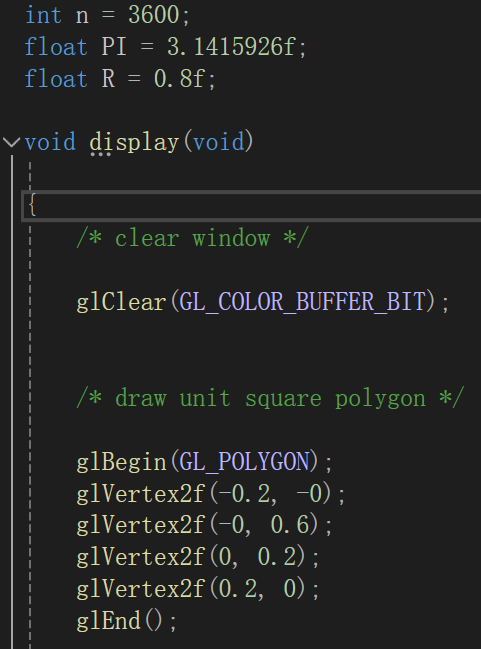 int n = 3600;
float PI = 3.1415926f;
float R = 0.8f;
void display(void)
{
/* clear window */
glClear(GL_COLOR_BUFFER_BIT);
/* draw unit square polygon */
glBegin(GL_POLYGON);
glVertex2f(-0.2, -0);
glVertex2f(-0, 0.6);
glVertex2f(0, 0.2);
glVertex2f(0.2, 0);
glEnd();